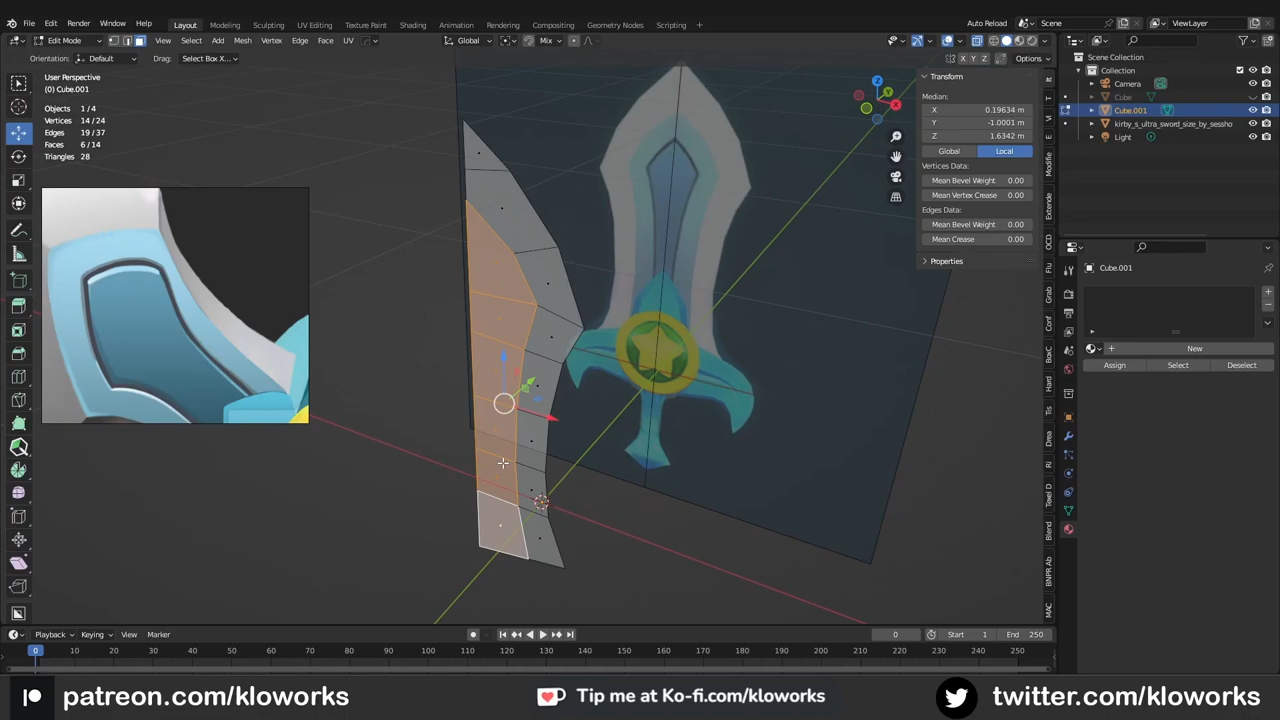 File Edit Render Window Help Layout Modeling Sculpting UV Editing Texture Paint Shading Animation Rendering Compositing Geometry Nodes Scripting + Auto Reload Scene ViewLayer
Edit Mode View Select Add Mesh Vertex Edge Face UV Global Mix
Orientation: Default Drag: Select Box X... X Y Z Options
User Perspective
(0) Cube.001
Objects 1/4
Vertices 14/24
Edges 19/37
Faces 6/14
Triangles 28
Transform
Median:
X 0.19634 m
Y -1.0001 m
Z 1.6342 m
Global Local
Vertices Data:
Mean Bevel Weight 0.00
Mean Vertex Crease 0.00
Edges Data:
Mean Bevel Weight 0.00
Mean Crease 0.00
Properties
Scene Collection
Collection
Camera
Cube
Cube.001
kirby_s_ultra_sword_size_by_sessho
Light
Cube.001
New
Assign Select Deselect
Playback Keying View Marker 0 Start 1 End 250
0 10 20 30 40 50 60 70 80 90 100 110 120 130 140 150 160 170 180 190 200 210 220 230 240 250
patreon.com/kloworks Tip me at Ko-fi.com/kloworks twitter.com/kloworks